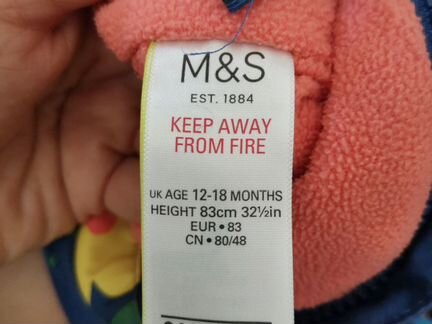 M&S
EST. 1884
KEEP AWAY
FROM FIRE
UK AGE 12-18 MONTHS
HEIGHT 83cm 32½in
EUR • 83
CN • 80/48